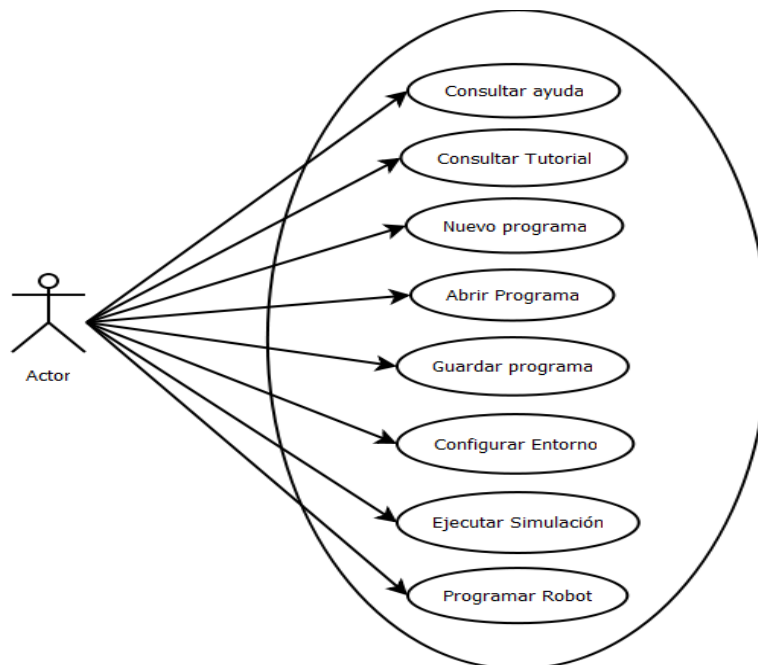 Consultar ayuda
Consultar Tutorial
Nuevo programa
Abrir Programa
Guardar programa
Configurar Entorno
Ejecutar Simulación
Programar Robot
Actor